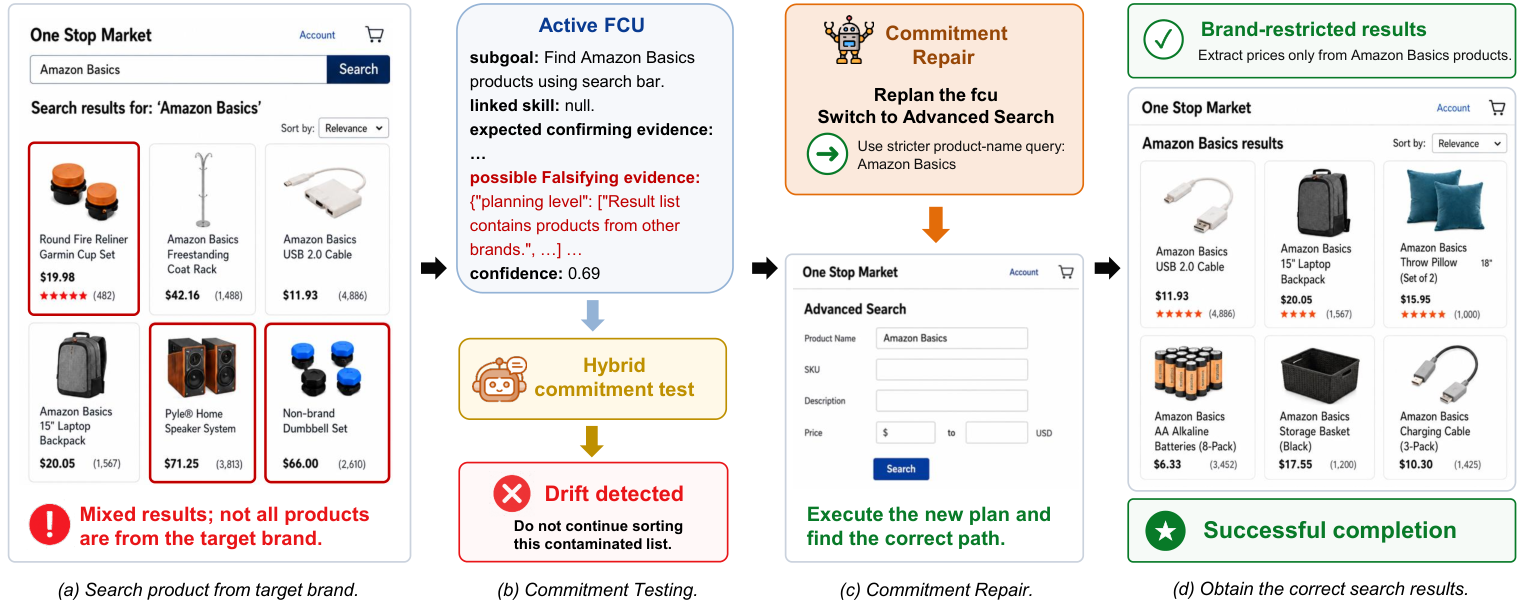 One Stop Market
Account
Amazon Basics
Search
Search results for: ‘Amazon Basics’
Sort by:
Relevance
Round Fire Reliner
Garmin Cup Set
$19.98
(482)
Amazon Basics
Freestanding
Coat Rack
$42.16
(1,488)
Amazon Basics
USB 2.0 Cable
$11.93
(4,886)
Amazon Basics
15" Laptop
Backpack
$20.05
(1,567)
Pyle® Home
Speaker System
$71.25
(3,813)
Non-brand
Dumbbell Set
$66.00
(2,610)
Mixed results; not all products
are from the target brand.
(a) Search product from target brand.
Active FCU
subgoal: Find Amazon Basics
products using search bar.
linked skill: null.
expected confirming evidence:
...
possible Falsifying evidence:
{"planning level": ["Result list
contains products from other
brands.", …] …
confidence: 0.69
Hybrid
commitment test
Drift detected
Do not continue sorting
this contaminated list.
(b) Commitment Testing.
Commitment
Repair
Replan the fcu
Switch to Advanced Search
Use stricter product-name query:
Amazon Basics
One Stop Market
Account
Advanced Search
Product Name
Amazon Basics
SKU
Description
Price
$
to
USD
Search
Execute the new plan and
find the correct path.
(c) Commitment Repair.
Brand-restricted results
Extract prices only from Amazon Basics products.
One Stop Market
Account
Amazon Basics results
Sort by:
Relevance
Amazon Basics
USB 2.0 Cable
$11.93
(4,886)
Amazon Basics
15" Laptop
Backpack
$20.05
(1,567)
Amazon Basics
Throw Pillow 18"
(Set of 2)
$15.95
(1,000)
Amazon Basics
AA Alkaline
Batteries (8-Pack)
$6.33
(3,452)
Amazon Basics
Storage Basket
(Black)
$17.55
(1,200)
Amazon Basics
Charging Cable
(3-Pack)
$10.30
(1,425)
Successful completion
(d) Obtain the correct search results.